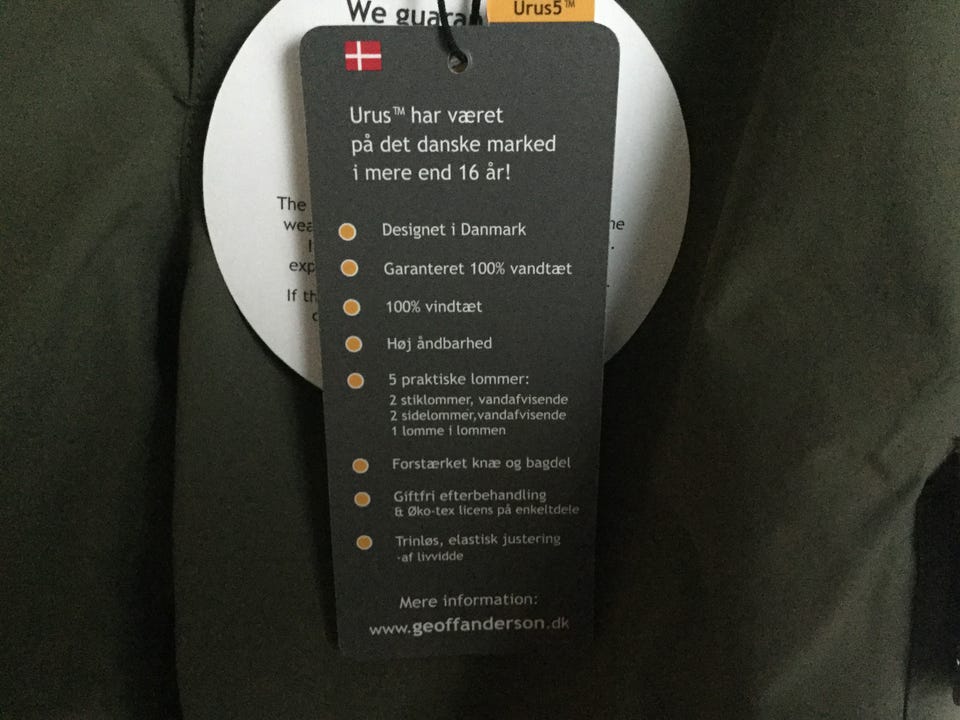 We guaran
Urus5™
Urus™ har været
på det danske marked
i mere end 16 år!
The
Designet i Danmark
Garanteret 100% vandtæt
If
100% vindtæt
Høj åndbarhed
5 praktiske lommer:
2 stiklommer, vandafvisende
2 sidelommer,vandafvisende
1 lomme i lommen
Forstærket knæ og bagdel
Giftfri efterbehandling
& Øko-tex licens på enkeltdele
Trinløs, elastisk justering
-af livvidde
Mere information:
www.geoffanderson.dk